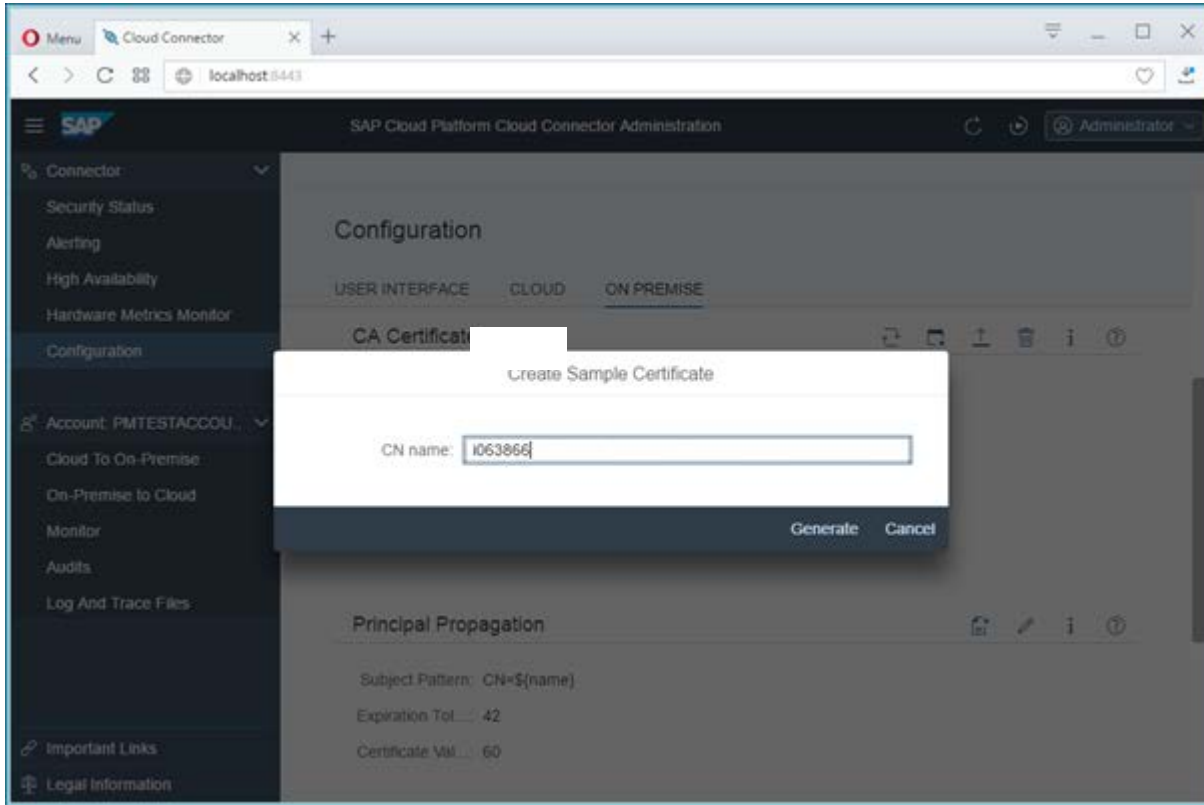 Menu
Cloud Connector
localhost:8443
SAP
SAP Cloud Platform Cloud Connector Administration
Administrator
Connector
Security Status
Alerting
High Availability
Hardware Metrics Monitor
Configuration
Account: PMTESTACCOU...
Cloud To On-Premise
On-Premise to Cloud
Monitor
Audits
Log And Trace Files
Important Links
Legal Information
Configuration
USER INTERFACE CLOUD ON PREMISE
CA Certificate
Create Sample Certificate
CN name: i063866
Generate Cancel
Principal Propagation
Subject Pattern: CN=${name}
Expiration Tol...: 42
Certificate Val...: 60